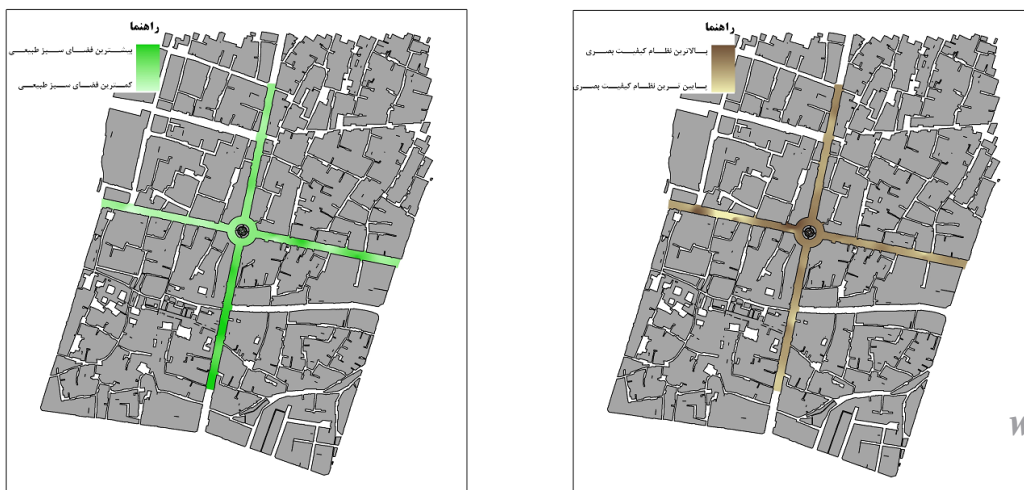 راهنما
بیشترین فضای سبز طبیعی
کمترین فضای سبز طبیعی
راهنما
بالاترین نظام کیفیت بصری
پایین ترین نظام کیفیت بصری
W